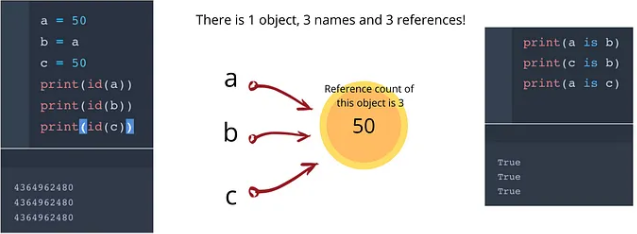 There is 1 object, 3 names and 3 references!
a = 50
b = a
c = 50
print(id(a))
print(id(b))
print(id(c))
4364962480
4364962480
4364962480
a
b
c
Reference count of
this object is 3
50
print(a is b)
print(c is b)
print(a is c)
True
True
True